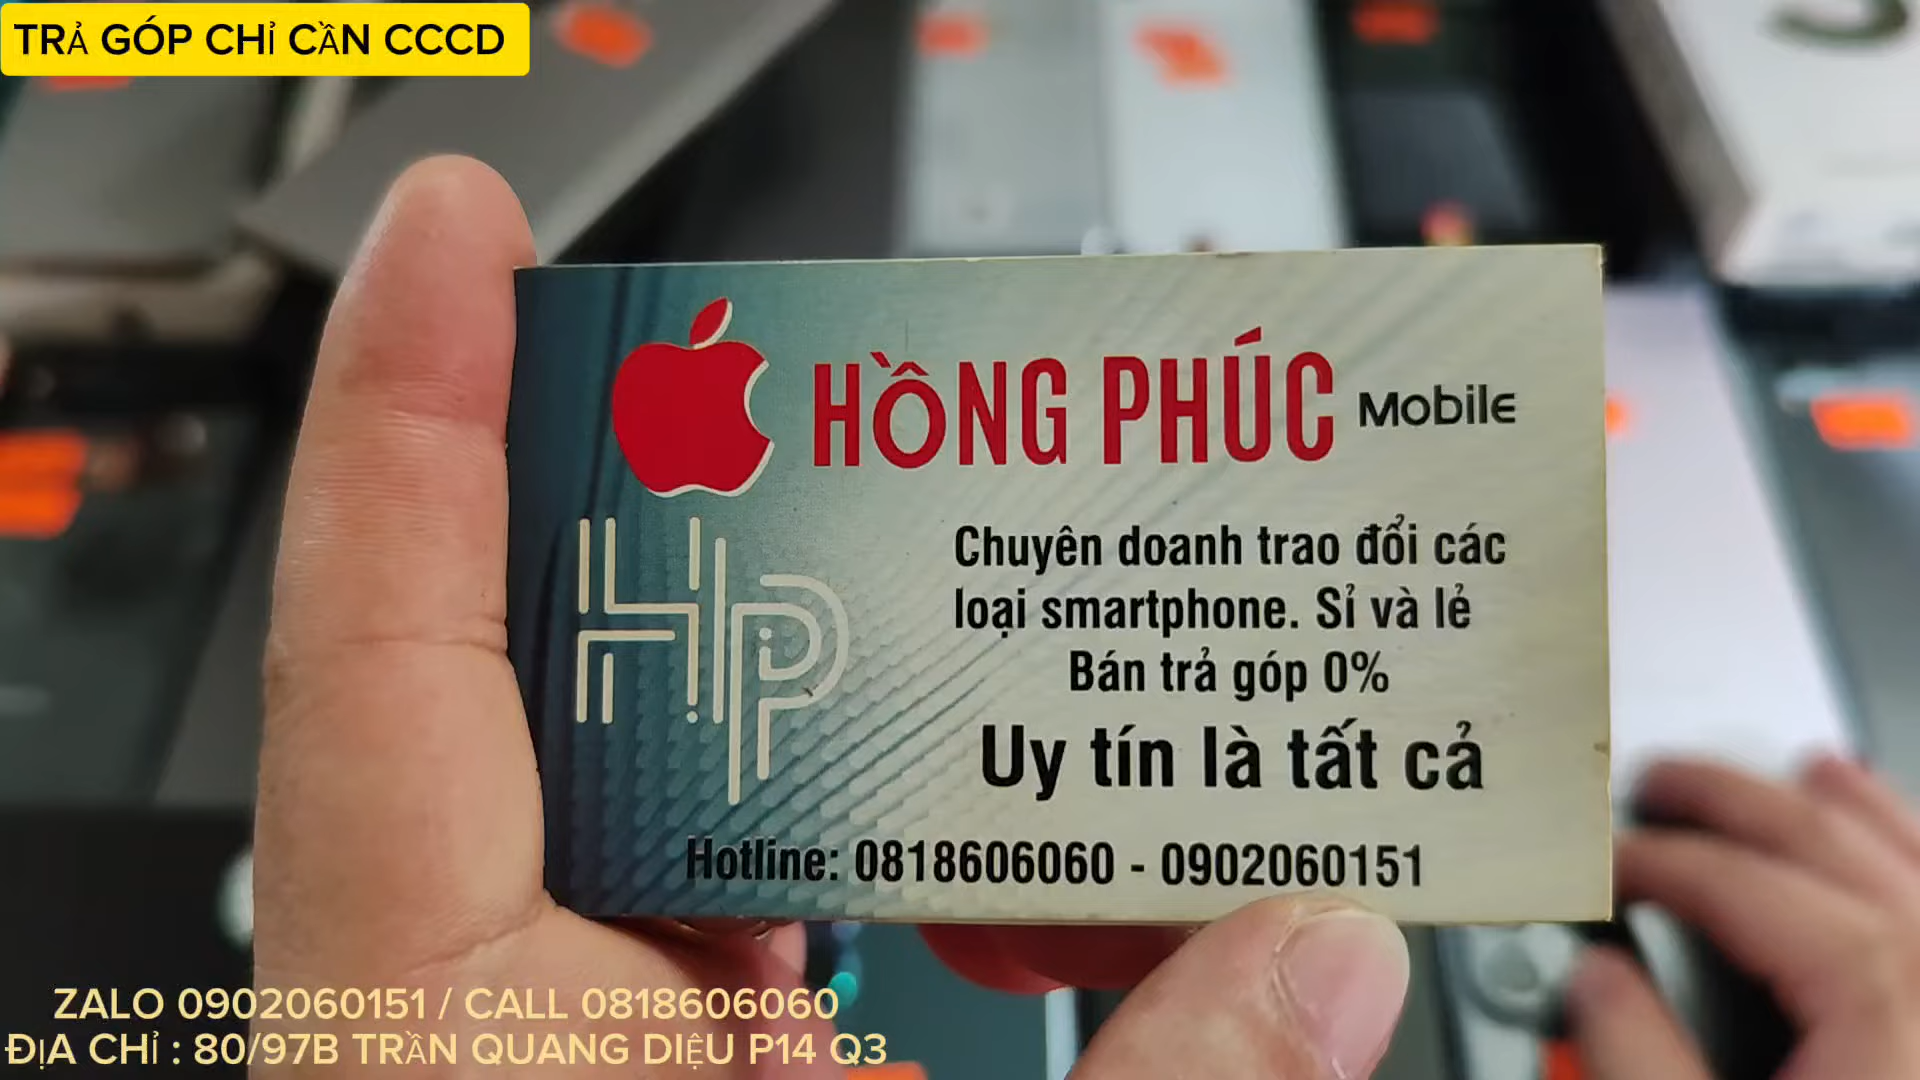 TRẢ GÓP CHỈ CẦN CCCD
HỒNG PHÚC Mobile
HP
Chuyên doanh trao đổi các
loại smartphone. Sỉ và lẻ
Bán trả góp 0%
Uy tín là tất cả
Hotline: 0818606060 - 0902060151
ZALO 0902060151 / CALL 0818606060
ĐỊA CHỈ : 80/97B TRẦN QUANG DIỆU P14 Q3